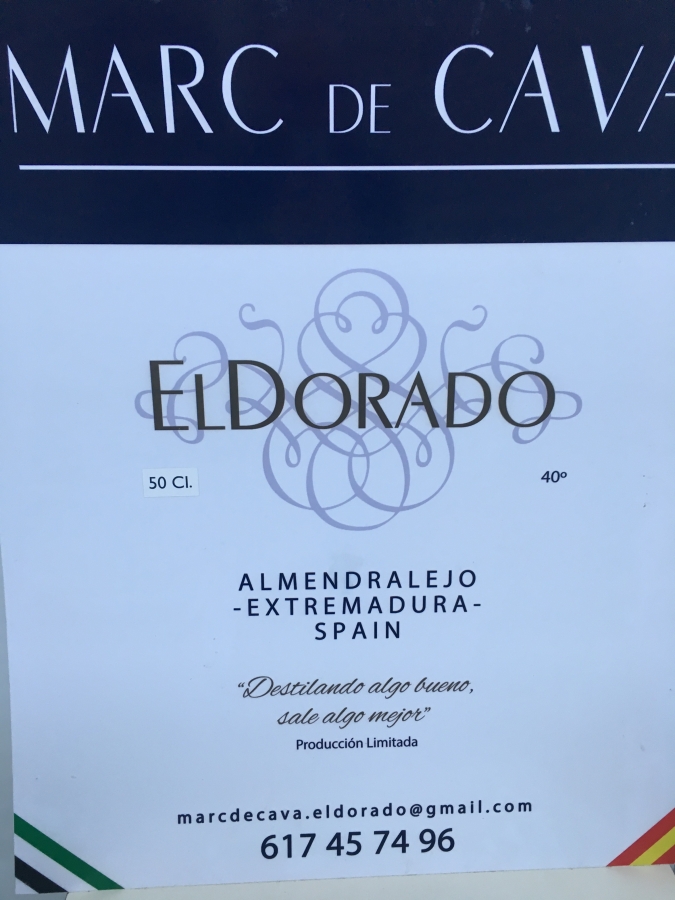 MARC DE CAVA
ELDORADO
50 Cl.
40º
ALMENDRALEJO
-EXTREMADURA-
SPAIN
“Destilando algo bueno,
sale algo mejor”
Producción Limitada
marcdecava.eldorado@gmail.com
617 45 74 96